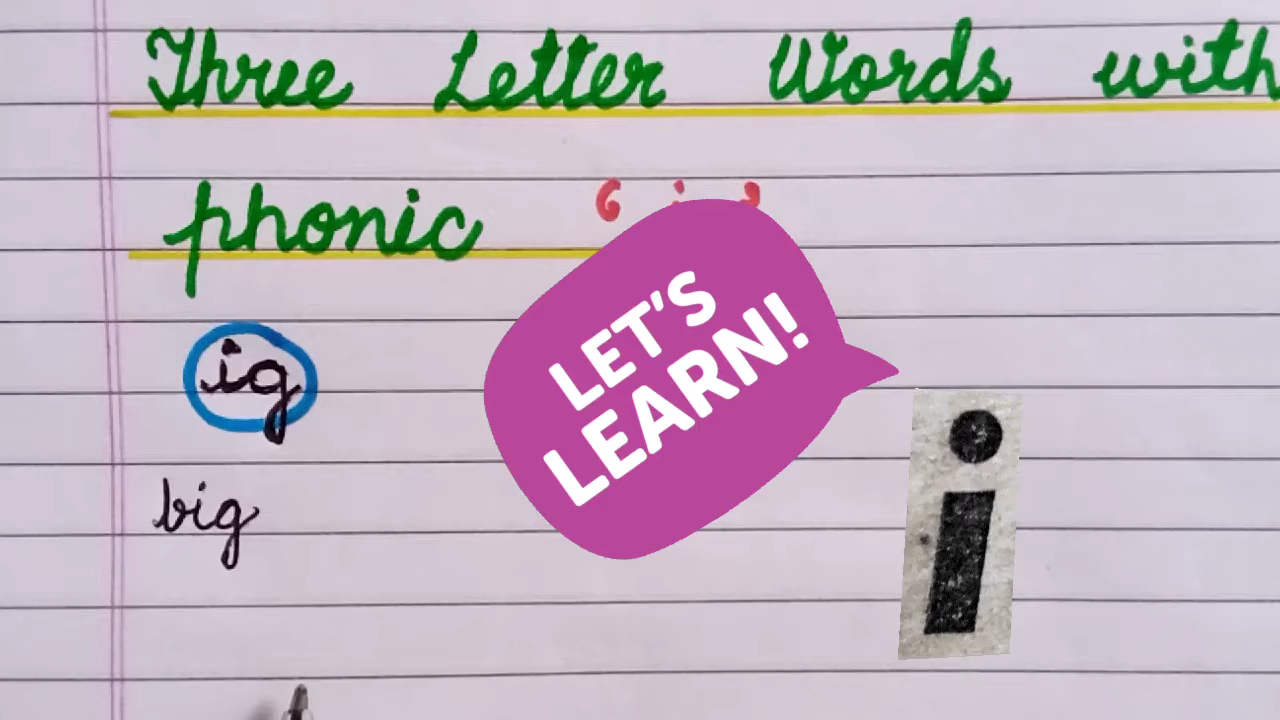 Three Letter Words with
phonic ‘ i ’
ig
big
LET'S
LEARN!
i